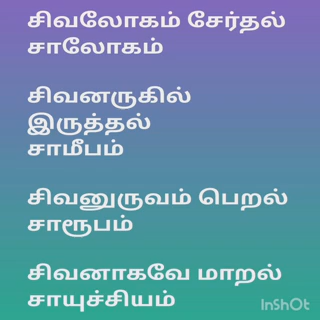 சிவலோகம் சேர்தல்
சாலோகம்
சிவனருகில்
இருத்தல்
சாமீபம்
சிவனுருவம் பெறல்
சாரூபம்
சிவனாகவே மாறல்
சாயுச்சியம்
InShOt